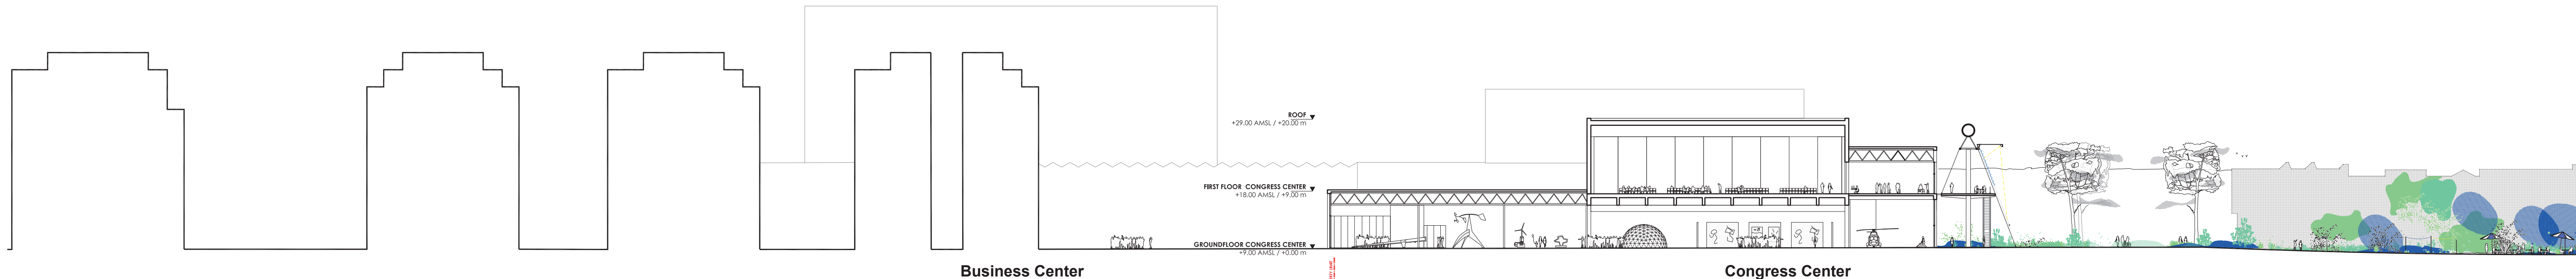 ROOF
+29.00 AMSL / +20.00 m
FIRST FLOOR CONGRESS CENTER
+18.00 AMSL / +9.00 m
GROUNDFLOOR CONGRESS CENTER
+9.00 AMSL / +0.00 m
Business Center
Congress Center